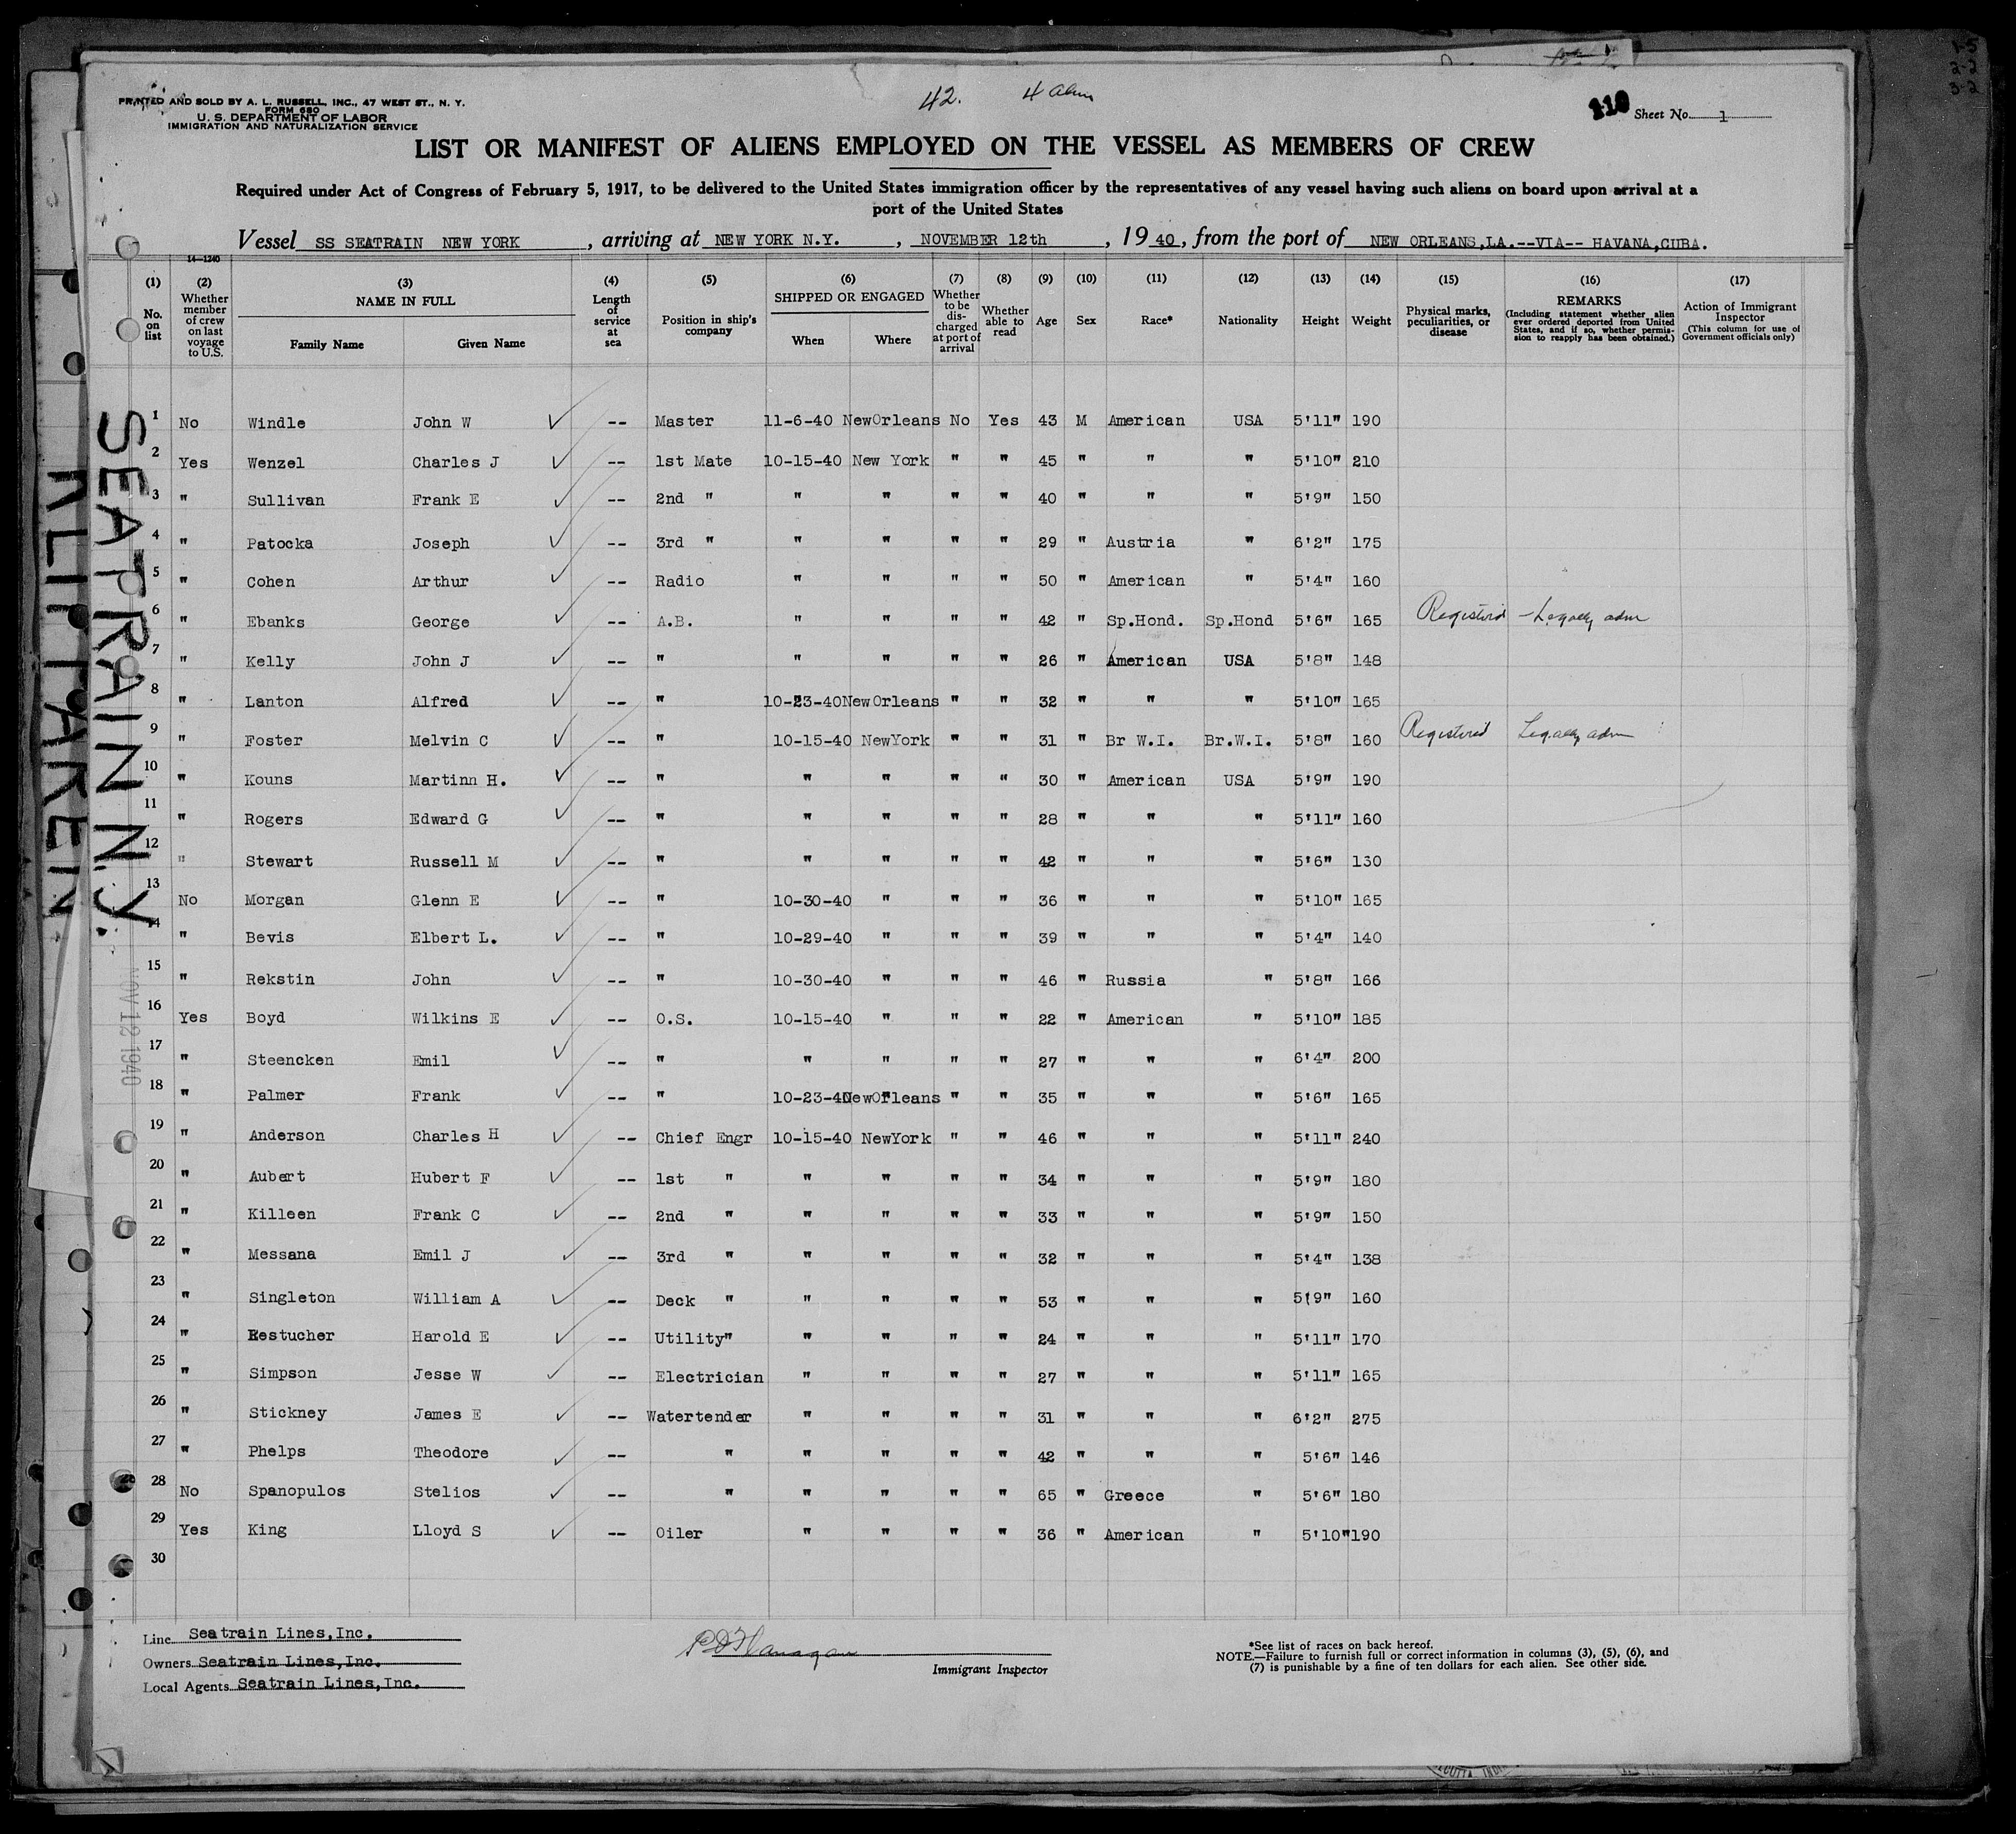 42. 4 alien
PRINTED AND SOLD BY A. L. RUSSELL, INC., 47 WEST ST., N. Y.
FORM 680
U. S. DEPARTMENT OF LABOR
IMMIGRATION AND NATURALIZATION SERVICE
Sheet No. 1
LIST OR MANIFEST OF ALIENS EMPLOYED ON THE VESSEL AS MEMBERS OF CREW
Required under Act of Congress of February 5, 1917, to be delivered to the United States immigration officer by the representatives of any vessel having such aliens on board upon arrival at a
port of the United States
Vessel SS SEATRAIN NEW YORK, arriving at NEW YORK N.Y., NOVEMBER 12th, 1940, from the port of NEW ORLEANS,LA.--VIA-- HAVANA,CUBA.
14-1240
(1) No. on list
(2) Whether member of crew on last voyage to U.S.
(3) NAME IN FULL Family Name Given Name
(4) Length of service at sea
(5) Position in ship's company
(6) SHIPPED OR ENGAGED When Where
(7) Whether to be discharged at port of arrival
(8) Whether able to read
(9) Age
(10) Sex
(11) Race*
(12) Nationality
(13) Height
(14) Weight
(15) Physical marks, peculiarities, or disease
(16) REMARKS (Including statement whether alien ever ordered deported from United States, and if so, whether permission to reapply has been obtained.)
(17) Action of Immigrant Inspector (This column for use of Government officials only)
1 No Windle John W -- Master 11-6-40 NewOrleans No Yes 43 M American USA 5'11" 190
2 Yes Wenzel Charles J -- 1st Mate 10-15-40 New York " " 45 " " " 5'10" 210
3 " Sullivan Frank E -- 2nd " " " " " 40 " " " 5'9" 150
4 " Patocka Joseph -- 3rd " " " " " 29 " Austria " 6'2" 175
5 " Cohen Arthur -- Radio " " " " 50 " American " 5'4" 160
6 " Ebanks George -- A.B. " " " " 42 " Sp.Hond. Sp.Hond 5'6" 165 Registered - Legally adm
7 " Kelly John J -- " " " " " 26 " American USA 5'8" 148
8 " Lanton Alfred -- " 10-23-40 NewOrleans " " 32 " " " 5'10" 165
9 " Foster Melvin C -- " 10-15-40 NewYork " " 31 " Br W.I. Br.W.I. 5'8" 160 Registered Legally adm
10 " Kouns Martinn H. -- " " " " " 30 " American USA 5'9" 190
11 " Rogers Edward G -- " " " " " 28 " " " 5'11" 160
12 " Stewart Russell M -- " " " " " 42 " " " 5'6" 130
13 No Morgan Glenn E -- " 10-30-40 " " " 36 " " " 5'10" 165
14 " Bevis Elbert L. -- " 10-29-40 " " " 39 " " " 5'4" 140
15 " Rekstin John -- " 10-30-40 " " " 46 " Russia " 5'8" 166
16 Yes Boyd Wilkins E -- O.S. 10-15-40 " " " 22 " American " 5'10" 185
17 " Steencken Emil -- " " " " " 27 " " " 6'4" 200
18 " Palmer Frank -- " 10-23-40 NewOrleans " " 35 " " " 5'6" 165
19 " Anderson Charles H -- Chief Engr 10-15-40 NewYork " " 46 " " " 5'11" 240
20 " Aubert Hubert F -- 1st " " " " " 34 " " " 5'9" 180
21 " Killeen Frank C -- 2nd " " " " " 33 " " " 5'9" 150
22 " Messana Emil J -- 3rd " " " " " 32 " " " 5'4" 138
23 " Singleton William A -- Deck " " " " " 53 " " " 5'9" 160
24 " Restucher Harold E -- Utility" " " " " 24 " " " 5'11" 170
25 " Simpson Jesse W -- Electrician " " " " 27 " " " 5'11" 165
26 " Stickney James E -- Watertender " " " " 31 " " " 6'2" 275
27 " Phelps Theodore -- " " " " " 42 " " " 5'6" 146
28 No Spanopulos Stelios -- " " " " " 65 " Greece " 5'6" 180
29 Yes King Lloyd S -- Oiler " " " " 36 " American " 5'10" 190
30
Line Seatrain Lines,Inc.
Owners Seatrain Lines,Inc.
Local Agents Seatrain Lines,Inc.
Immigrant Inspector
*See list of races on back hereof.
NOTE.—Failure to furnish full or correct information in columns (3), (5), (6), and
(7) is punishable by a fine of ten dollars for each alien. See other side.
SEATRAIN N.Y.
NOV 12 1940